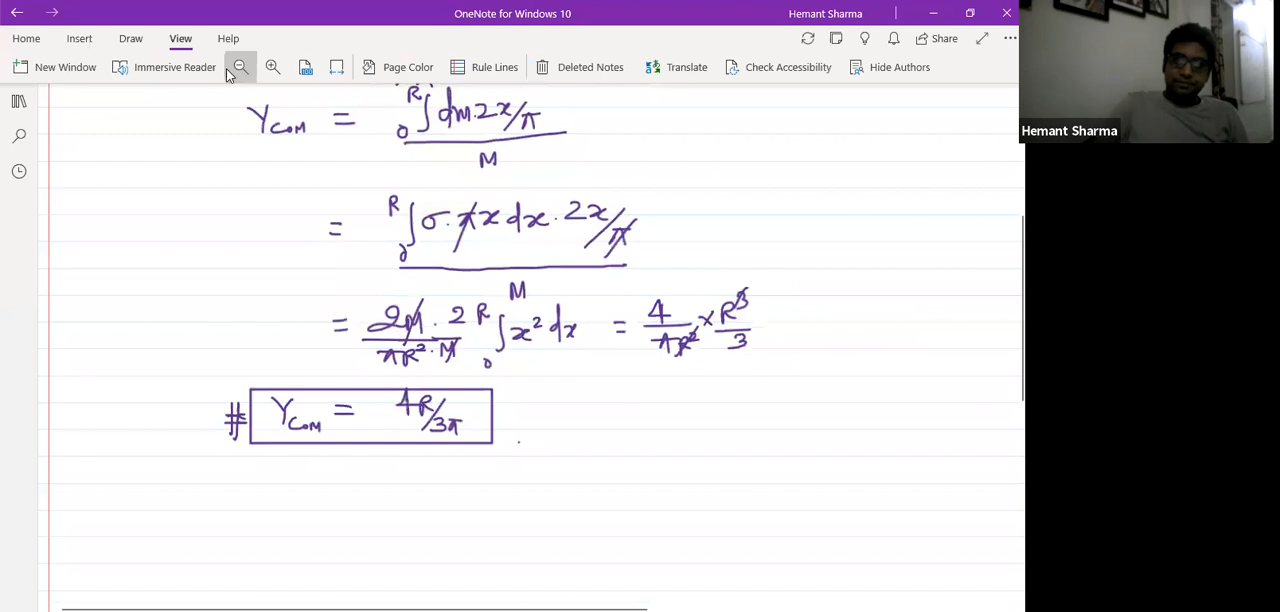 OneNote for Windows 10
Hemant Sharma
Home Insert Draw View Help
Share
New Window Immersive Reader Page Color Rule Lines Deleted Notes Translate Check Accessibility Hide Authors
Hemant Sharma
Y_COM = ₀∫^R dm·2x/π / M
= ₀∫^R σ·πx dx·2x/π / M
= 2M·2 / πR²·M ₀∫^R x² dx = 4/πR² × R³/3
# Y_COM = 4R/3π